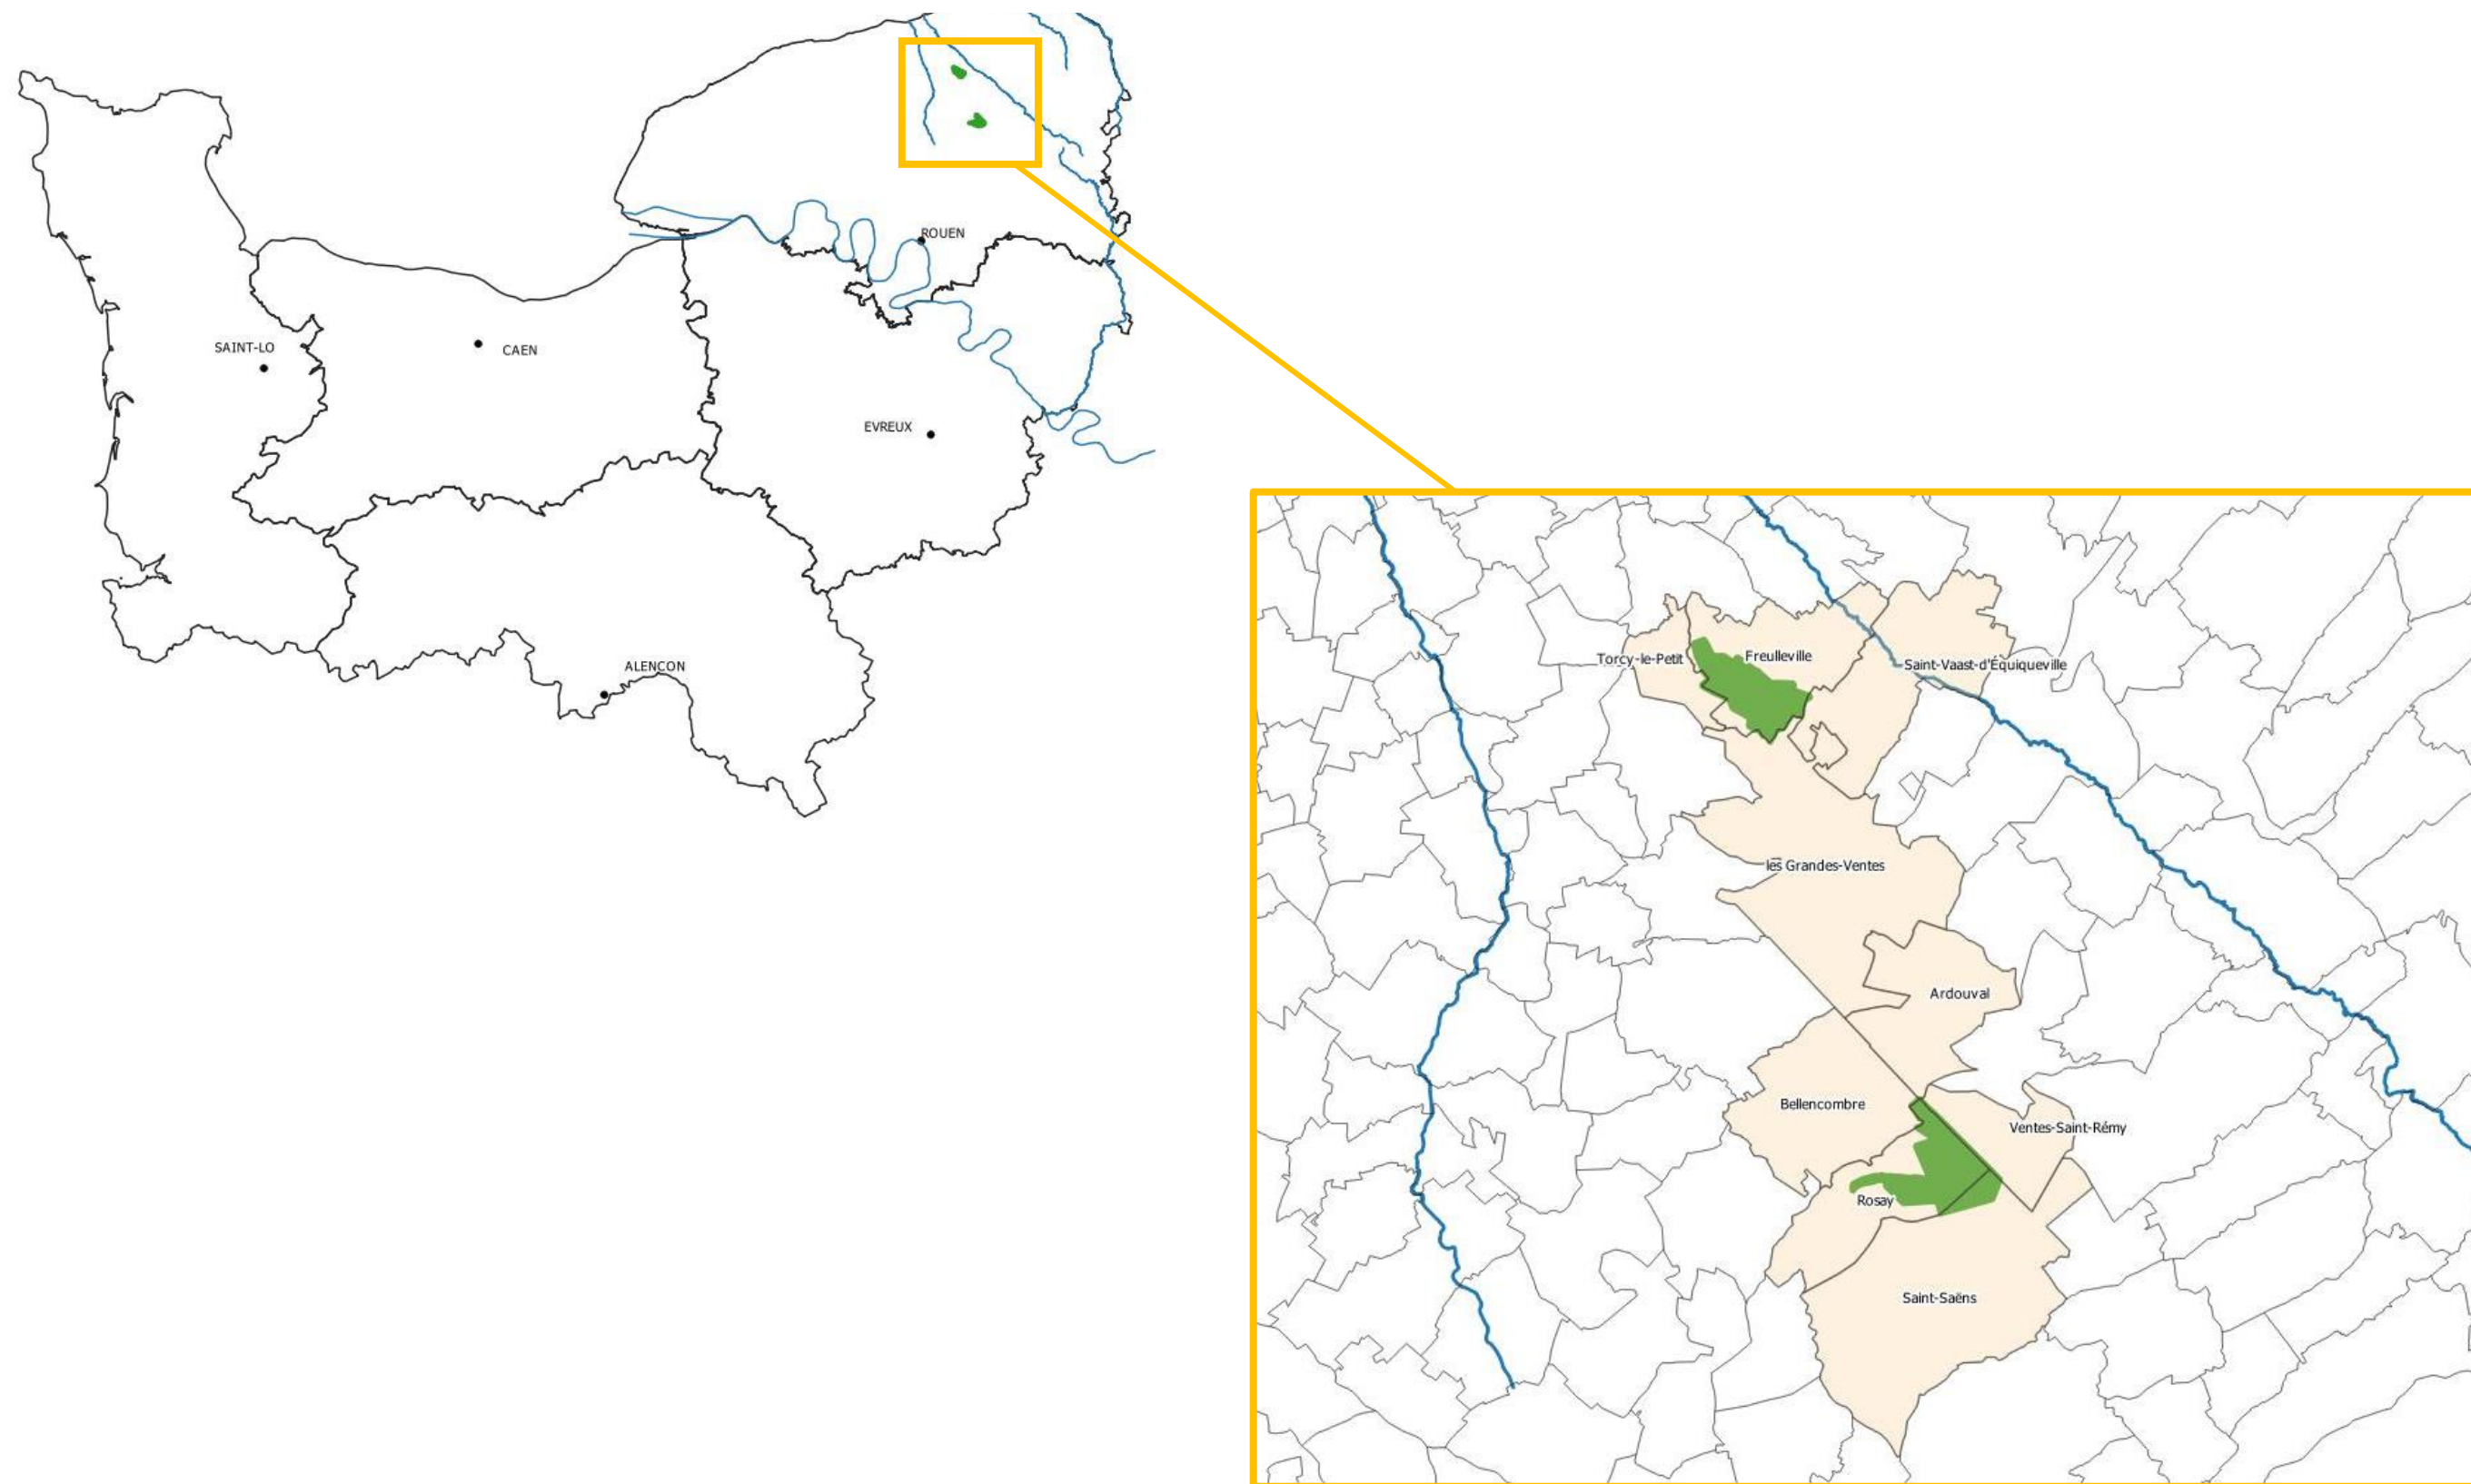 ROUEN
SAINT-LO
CAEN
EVREUX
ALENCON
Torcy-le-Petit
Freulleville
Saint-Vaast-d'Équiqueville
les Grandes-Ventes
Ardouval
Bellencombre
Ventes-Saint-Rémy
Rosay
Saint-Saëns